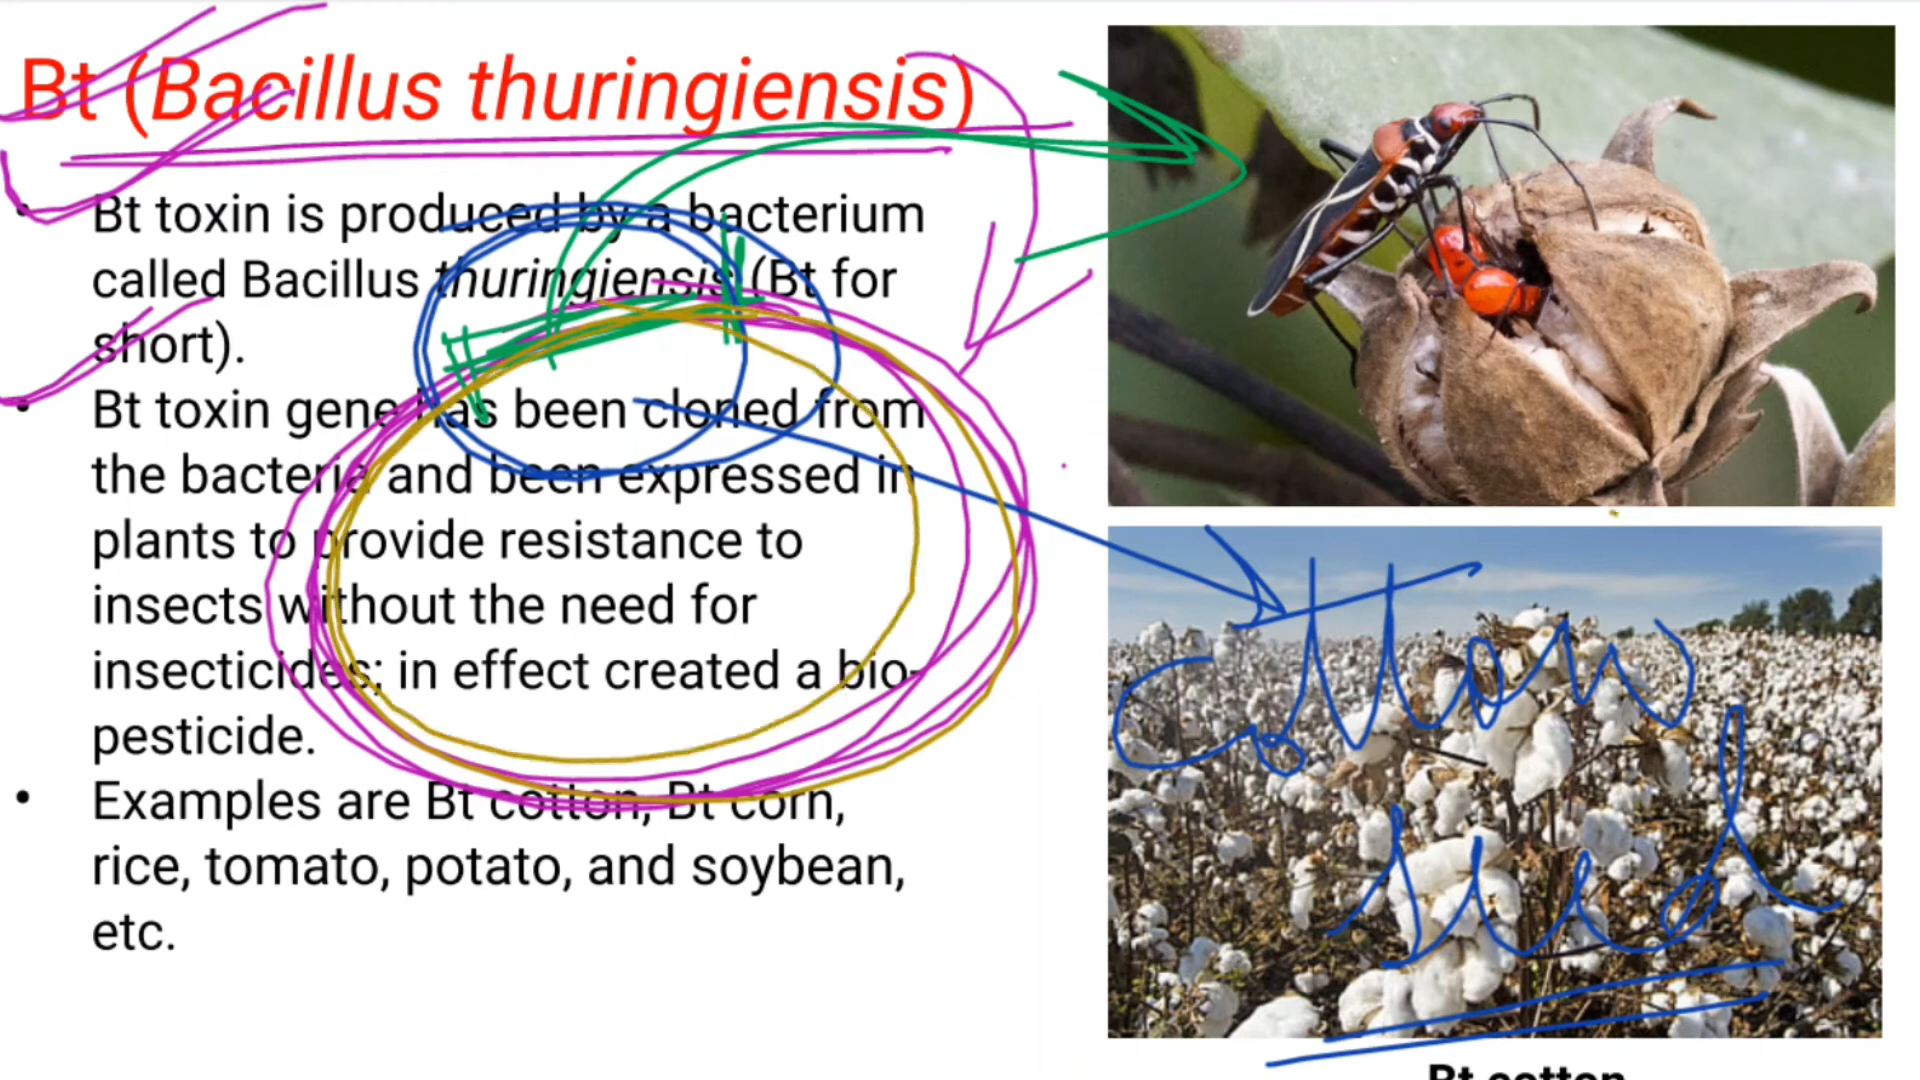 Bt (Bacillus thuringiensis)
Bt toxin is produced by a bacterium
called Bacillus thuringiensis (Bt for
short).
Bt toxin gene has been cloned from
the bacteria and been expressed in
plants to provide resistance to
insects without the need for
insecticides; in effect created a bio-
pesticide.
Examples are Bt cotton, Bt corn,
rice, tomato, potato, and soybean,
etc.
Cotton
seed
Bt cotton